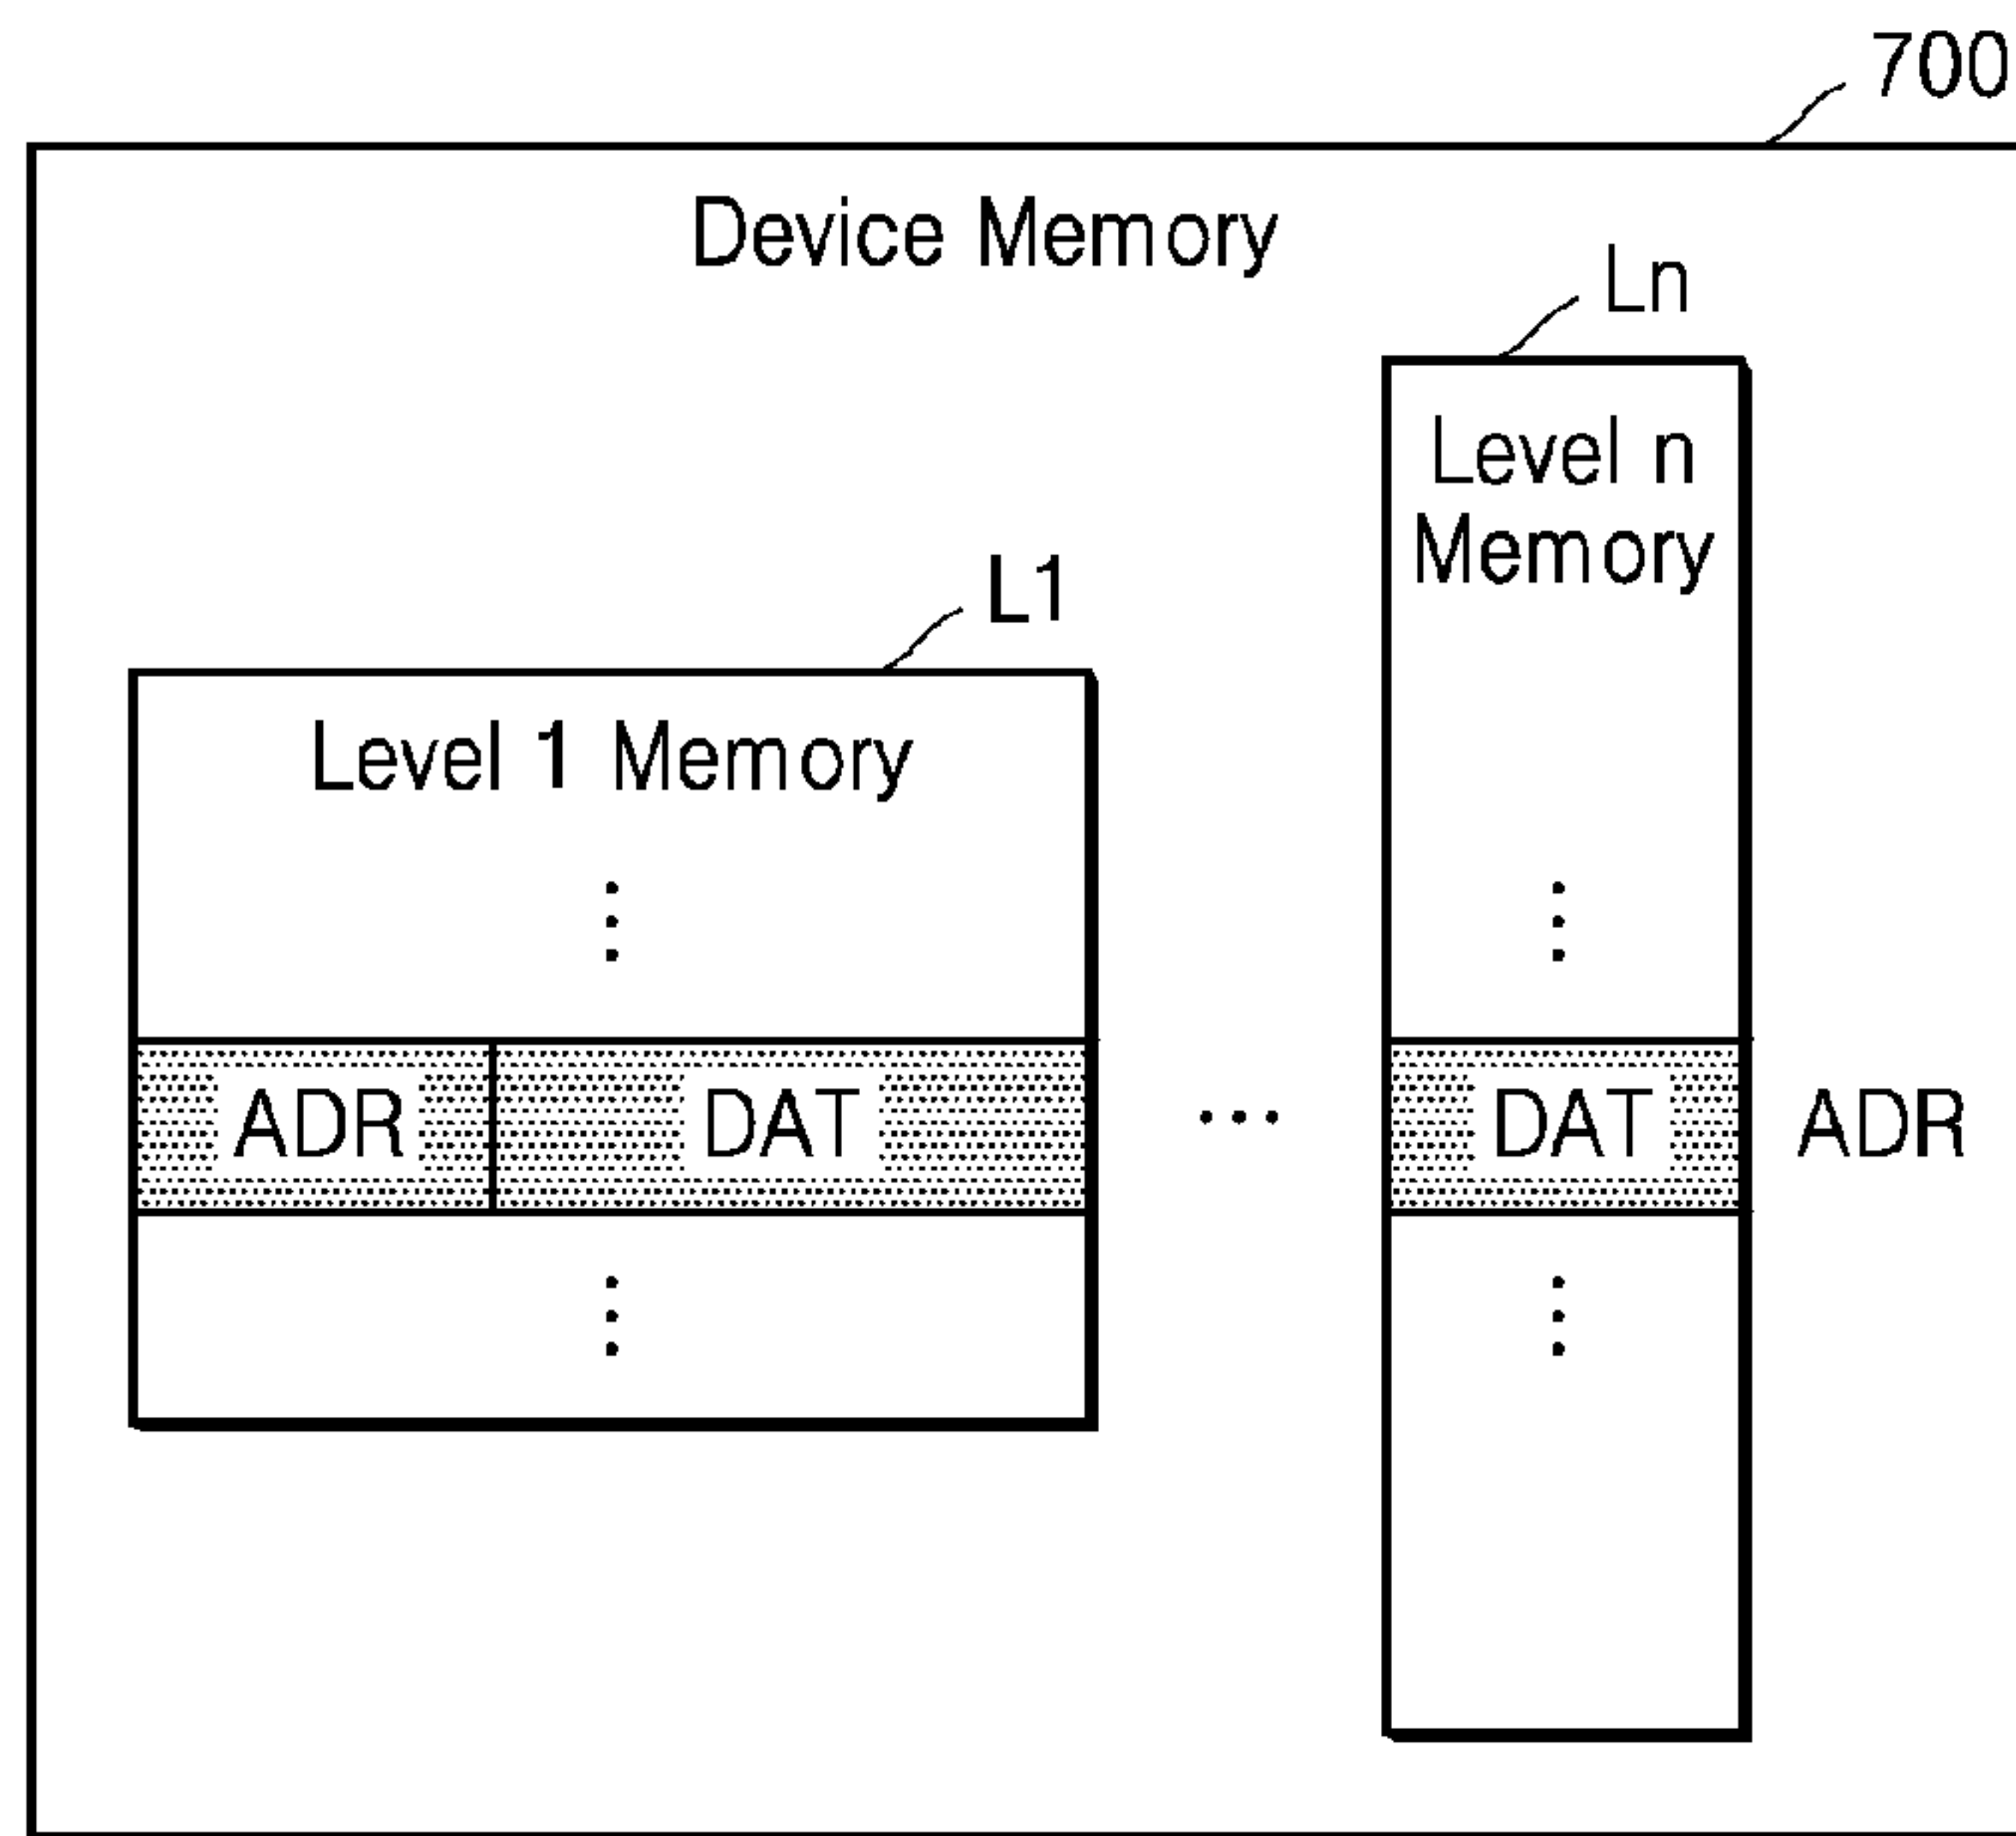 700
Device Memory
Ln
Level n
Memory
L1
Level 1 Memory
ADR DAT ... DAT ADR